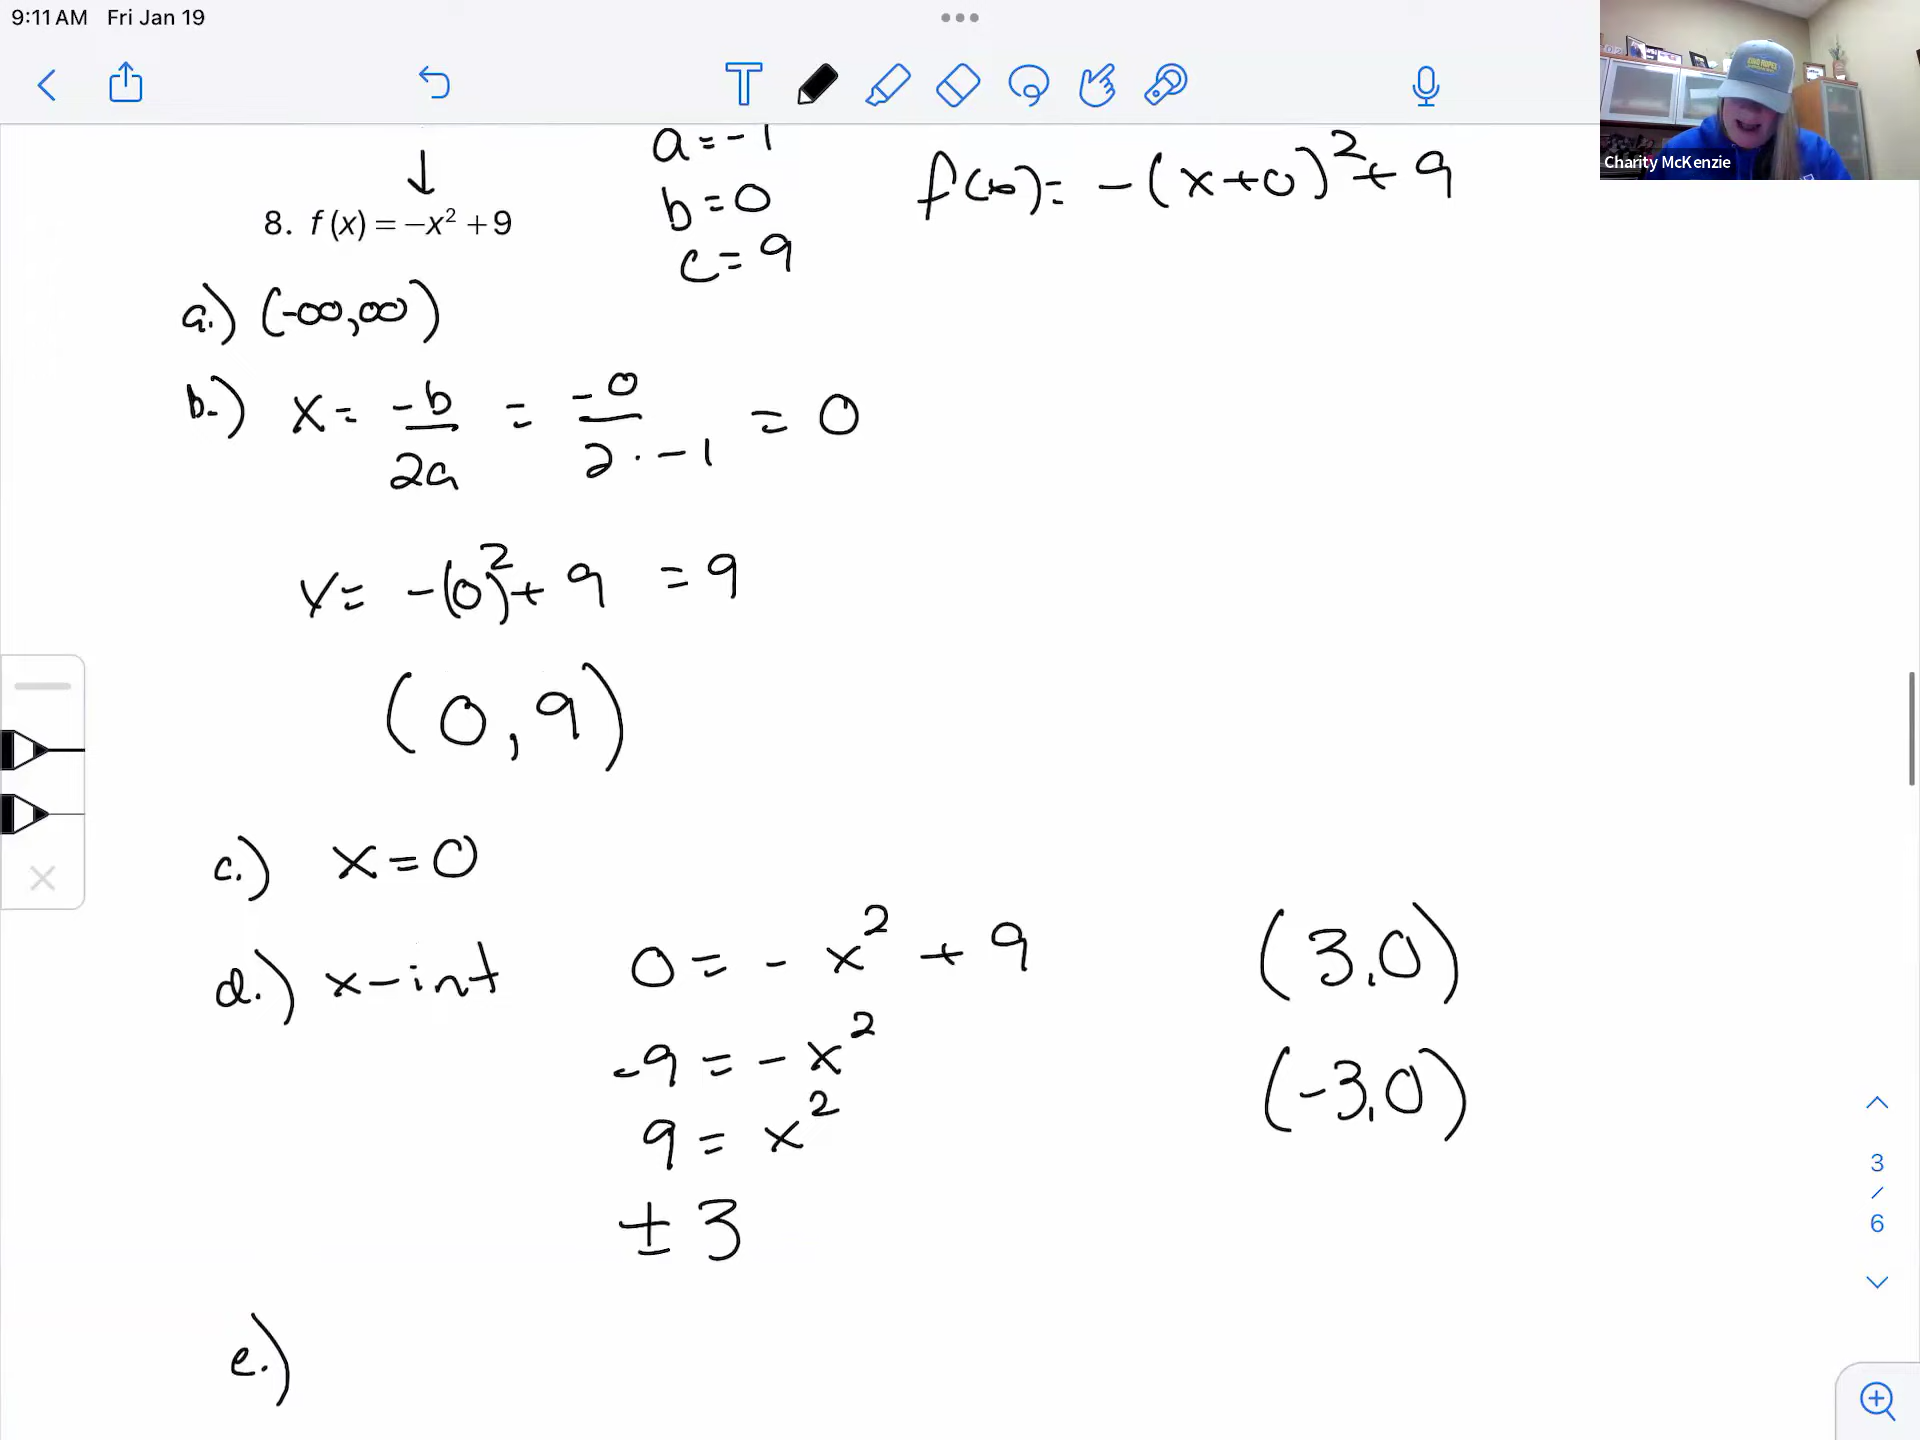 9:11 AM Fri Jan 19
Charity McKenzie
a = -1
b = 0
c = 9
f(x) = -(x+0)² + 9
8. f(x) = −x² + 9
a.) (-∞,∞)
b.) x = -b/2a = -0/2·-1 = 0
y = -(0)² + 9 = 9
(0, 9)
c.) x = 0
d.) x-int
0 = -x² + 9
-9 = -x²
9 = x²
± 3
(3,0)
(-3,0)
e.)
3
/
6